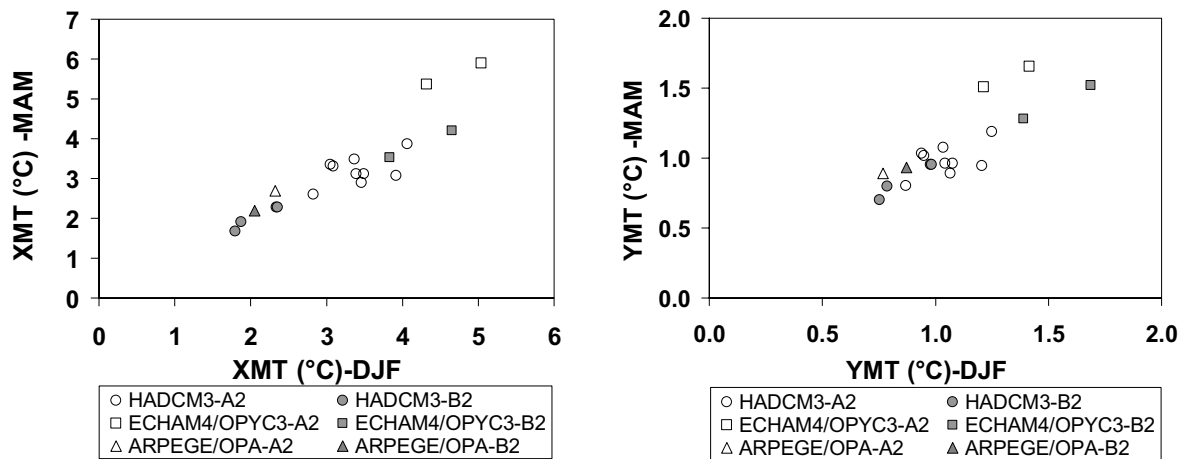 7
6
5
4
3
2
1
0
XMT (°C) -MAM
0 1 2 3 4 5 6
XMT (°C)-DJF
HADCM3-A2 HADCM3-B2
ECHAM4/OPYC3-A2 ECHAM4/OPYC3-B2
ARPEGE/OPA-A2 ARPEGE/OPA-B2
2.0
1.5
1.0
0.5
0.0
YMT (°C) -MAM
0.0 0.5 1.0 1.5 2.0
YMT (°C)-DJF
HADCM3-A2 HADCM3-B2
ECHAM4/OPYC3-A2 ECHAM4/OPYC3-B2
ARPEGE/OPA-A2 ARPEGE/OPA-B2